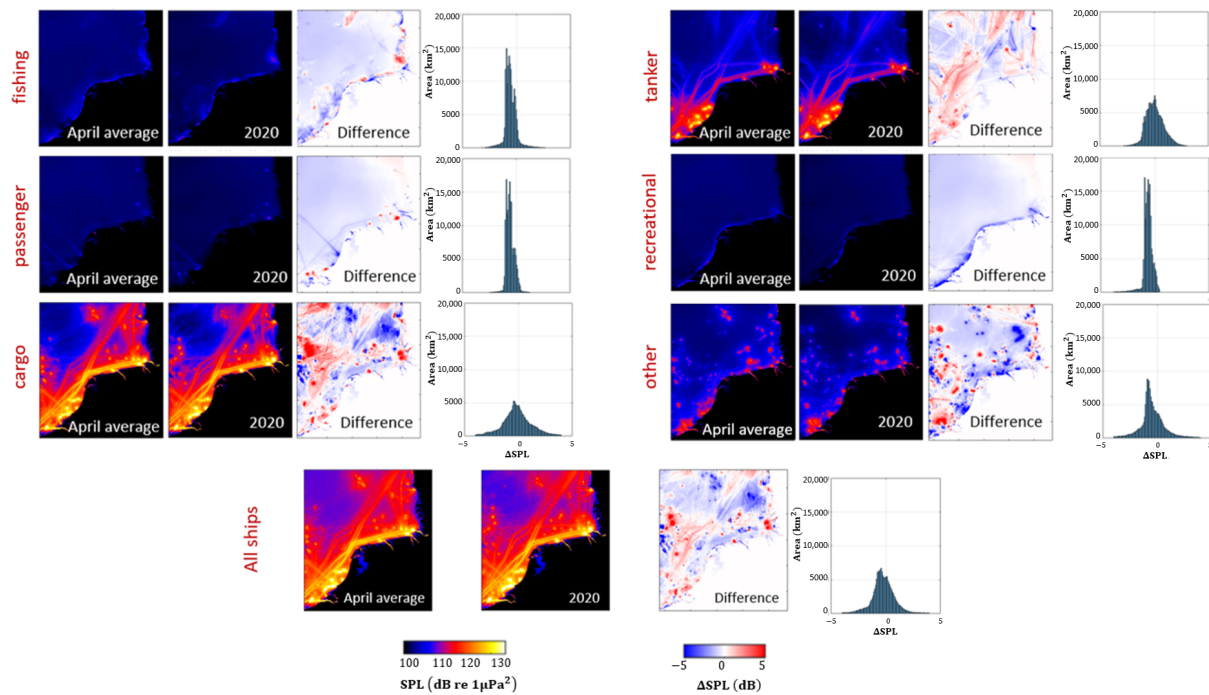 fishing
April average
2020
Difference
Area (km²)
20,000
15,000
10,000
5000
0
tanker
April average
2020
Difference
Area (km²)
20,000
15,000
10,000
5000
0
passenger
April average
2020
Difference
Area (km²)
20,000
15,000
10,000
5000
0
recreational
April average
2020
Difference
Area (km²)
20,000
15,000
10,000
5000
0
cargo
April average
2020
Difference
Area (km²)
20,000
15,000
10,000
5000
0
−5 0 5
ΔSPL
other
April average
2020
Difference
Area (km²)
20,000
15,000
10,000
5000
0
−5 0
ΔSPL
All ships
April average
2020
Difference
Area (km²)
20,000
15,000
10,000
5000
0
−5 0 5
ΔSPL
100 110 120 130
SPL (dB re 1μPa²)
−5 0 5
ΔSPL (dB)